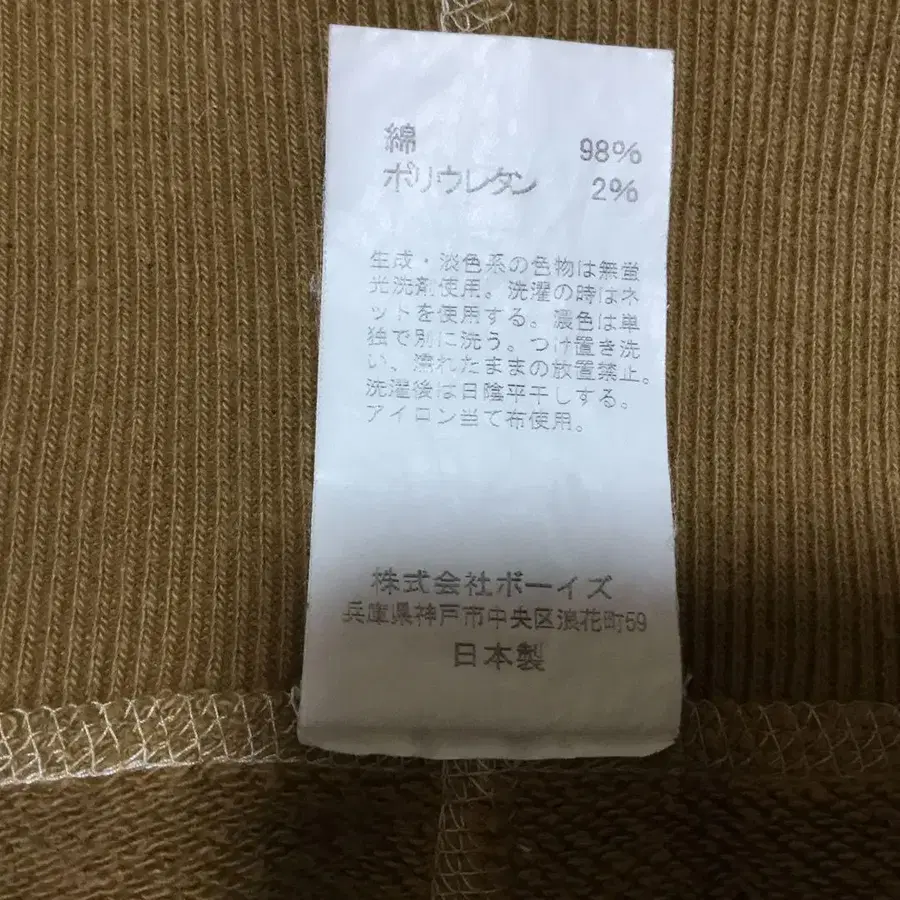 綿 98%
ポリウレタン 2%
生成・淡色系の色物は無蛍
光洗剤使用。洗濯の時はネ
ットを使用する。濃色は単
独で別に洗う。つけ置き洗
い、濡れたままの放置禁止。
洗濯後は日陰平干しする。
アイロン当て布使用。
株式会社ボーイズ
兵庫県神戸市中央区浪花町59
日本製